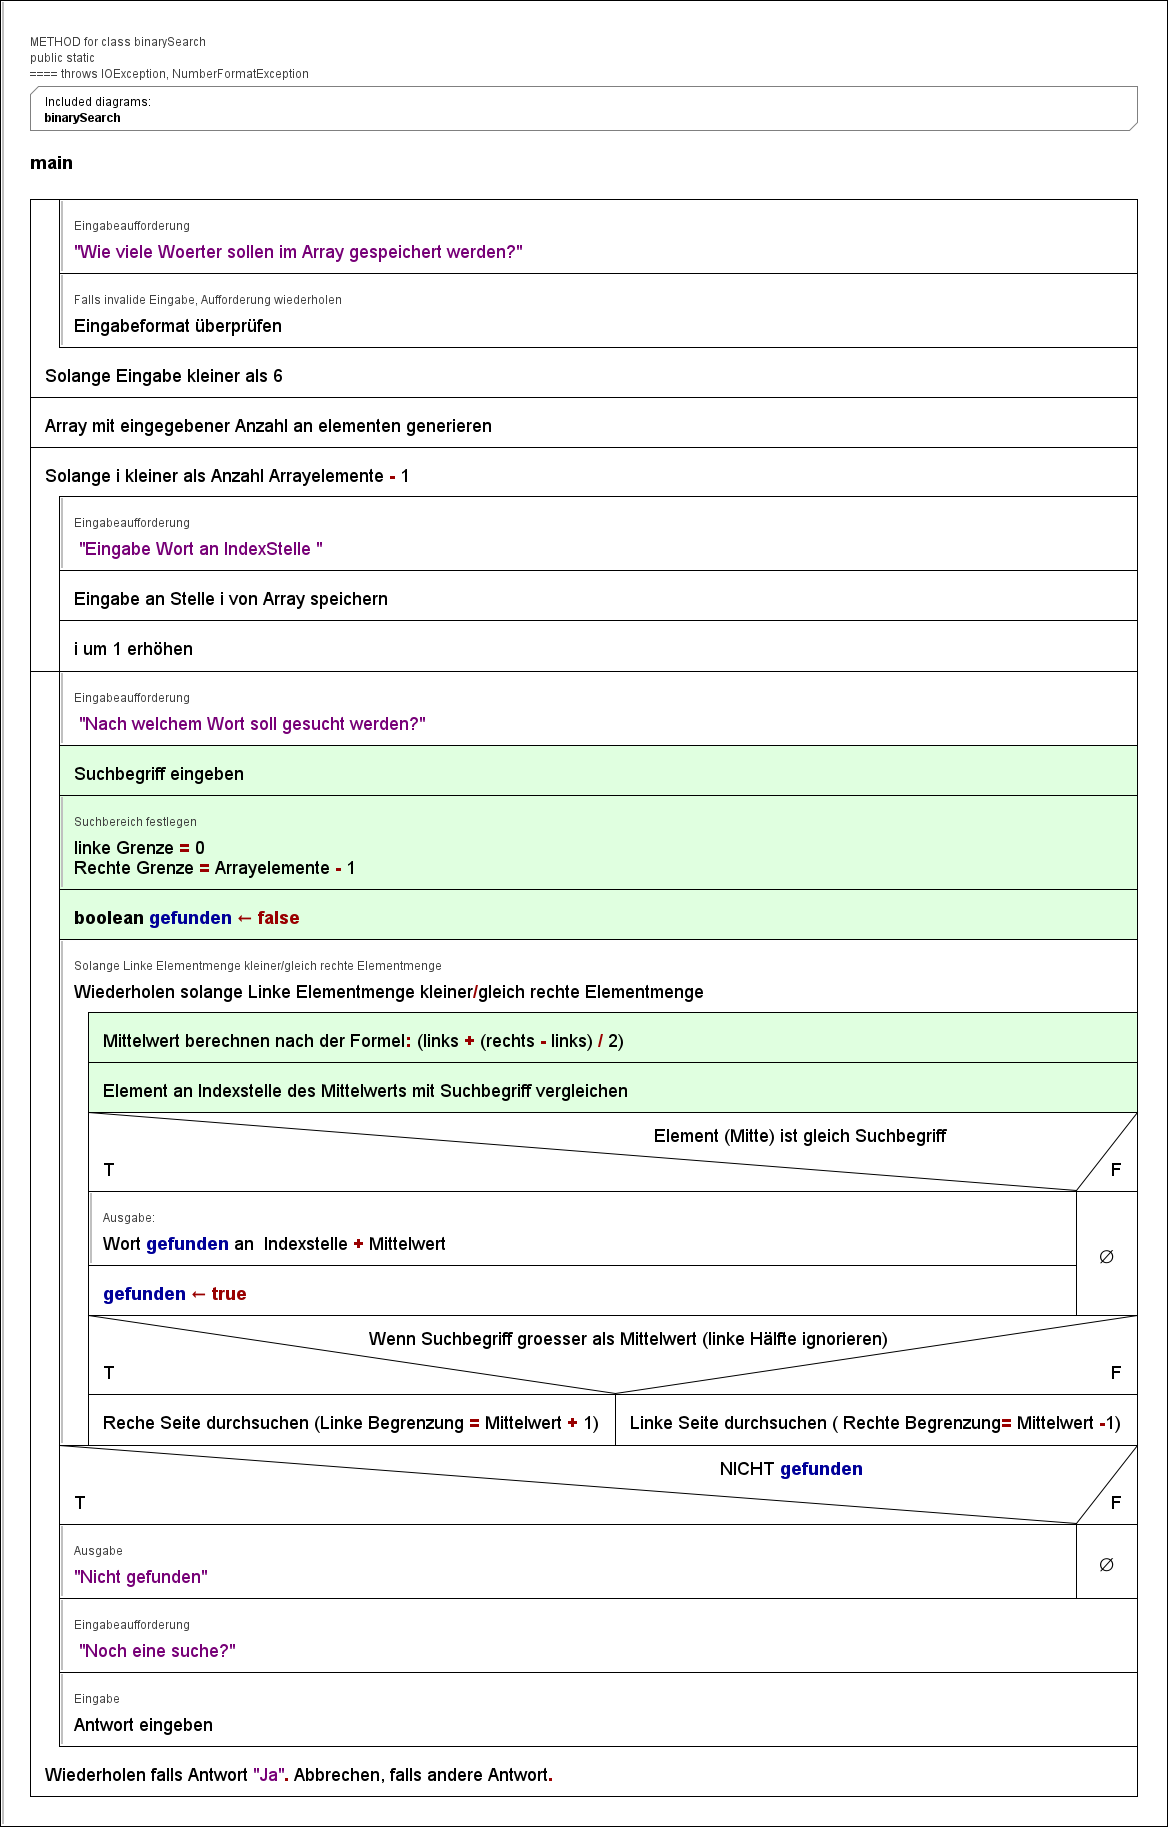 METHOD for class binarySearch
public static
==== throws IOException, NumberFormatException
Included diagrams:
binarySearch
main
Eingabeaufforderung
"Wie viele Woerter sollen im Array gespeichert werden?"
Falls invalide Eingabe, Aufforderung wiederholen
Eingabeformat überprüfen
Solange Eingabe kleiner als 6
Array mit eingegebener Anzahl an elementen generieren
Solange i kleiner als Anzahl Arrayelemente - 1
Eingabeaufforderung
"Eingabe Wort an IndexStelle "
Eingabe an Stelle i von Array speichern
i um 1 erhöhen
Eingabeaufforderung
"Nach welchem Wort soll gesucht werden?"
Suchbegriff eingeben
Suchbereich festlegen
linke Grenze = 0
Rechte Grenze = Arrayelemente - 1
boolean gefunden ← false
Solange Linke Elementmenge kleiner/gleich rechte Elementmenge
Wiederholen solange Linke Elementmenge kleiner/gleich rechte Elementmenge
Mittelwert berechnen nach der Formel: (links + (rechts - links) / 2)
Element an Indexstelle des Mittelwerts mit Suchbegriff vergleichen
Element (Mitte) ist gleich Suchbegriff
T F
Ausgabe:
Wort gefunden an  Indexstelle + Mittelwert
∅
gefunden ← true
Wenn Suchbegriff groesser als Mittelwert (linke Hälfte ignorieren)
T F
Reche Seite durchsuchen (Linke Begrenzung = Mittelwert + 1) Linke Seite durchsuchen ( Rechte Begrenzung= Mittelwert -1)
NICHT gefunden
T F
Ausgabe
"Nicht gefunden"
∅
Eingabeaufforderung
"Noch eine suche?"
Eingabe
Antwort eingeben
Wiederholen falls Antwort "Ja". Abbrechen, falls andere Antwort.